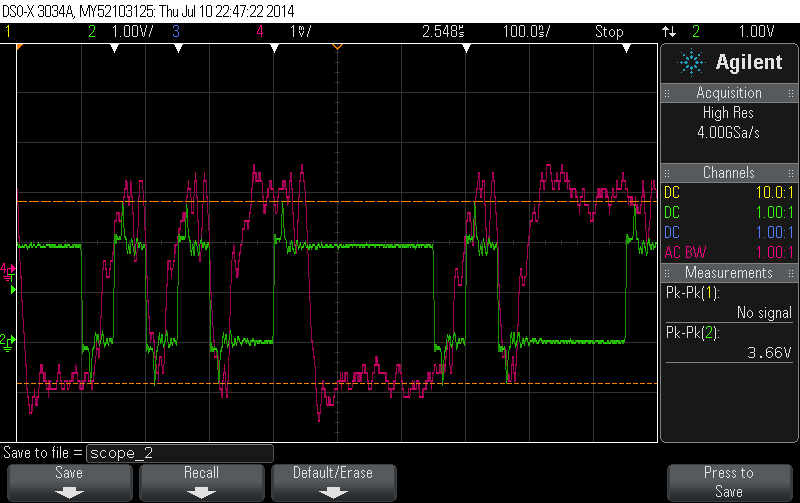 DSO-X 3034A, MY52103125: Thu Jul 10 22:47:22 2014
1 2 1.00V/ 3 4 1V/ 2.548s 100.0s/ Stop 2 1.00V
Agilent
Acquisition
High Res
4.00GSa/s
Channels
DC 10.0:1
DC 1.00:1
DC 1.00:1
AC BW 1.00:1
Measurements
Pk-Pk(1):
No signal
Pk-Pk(2):
3.66V
4
2
Save to file = scope_2
Save Recall Default/Erase Press to Save